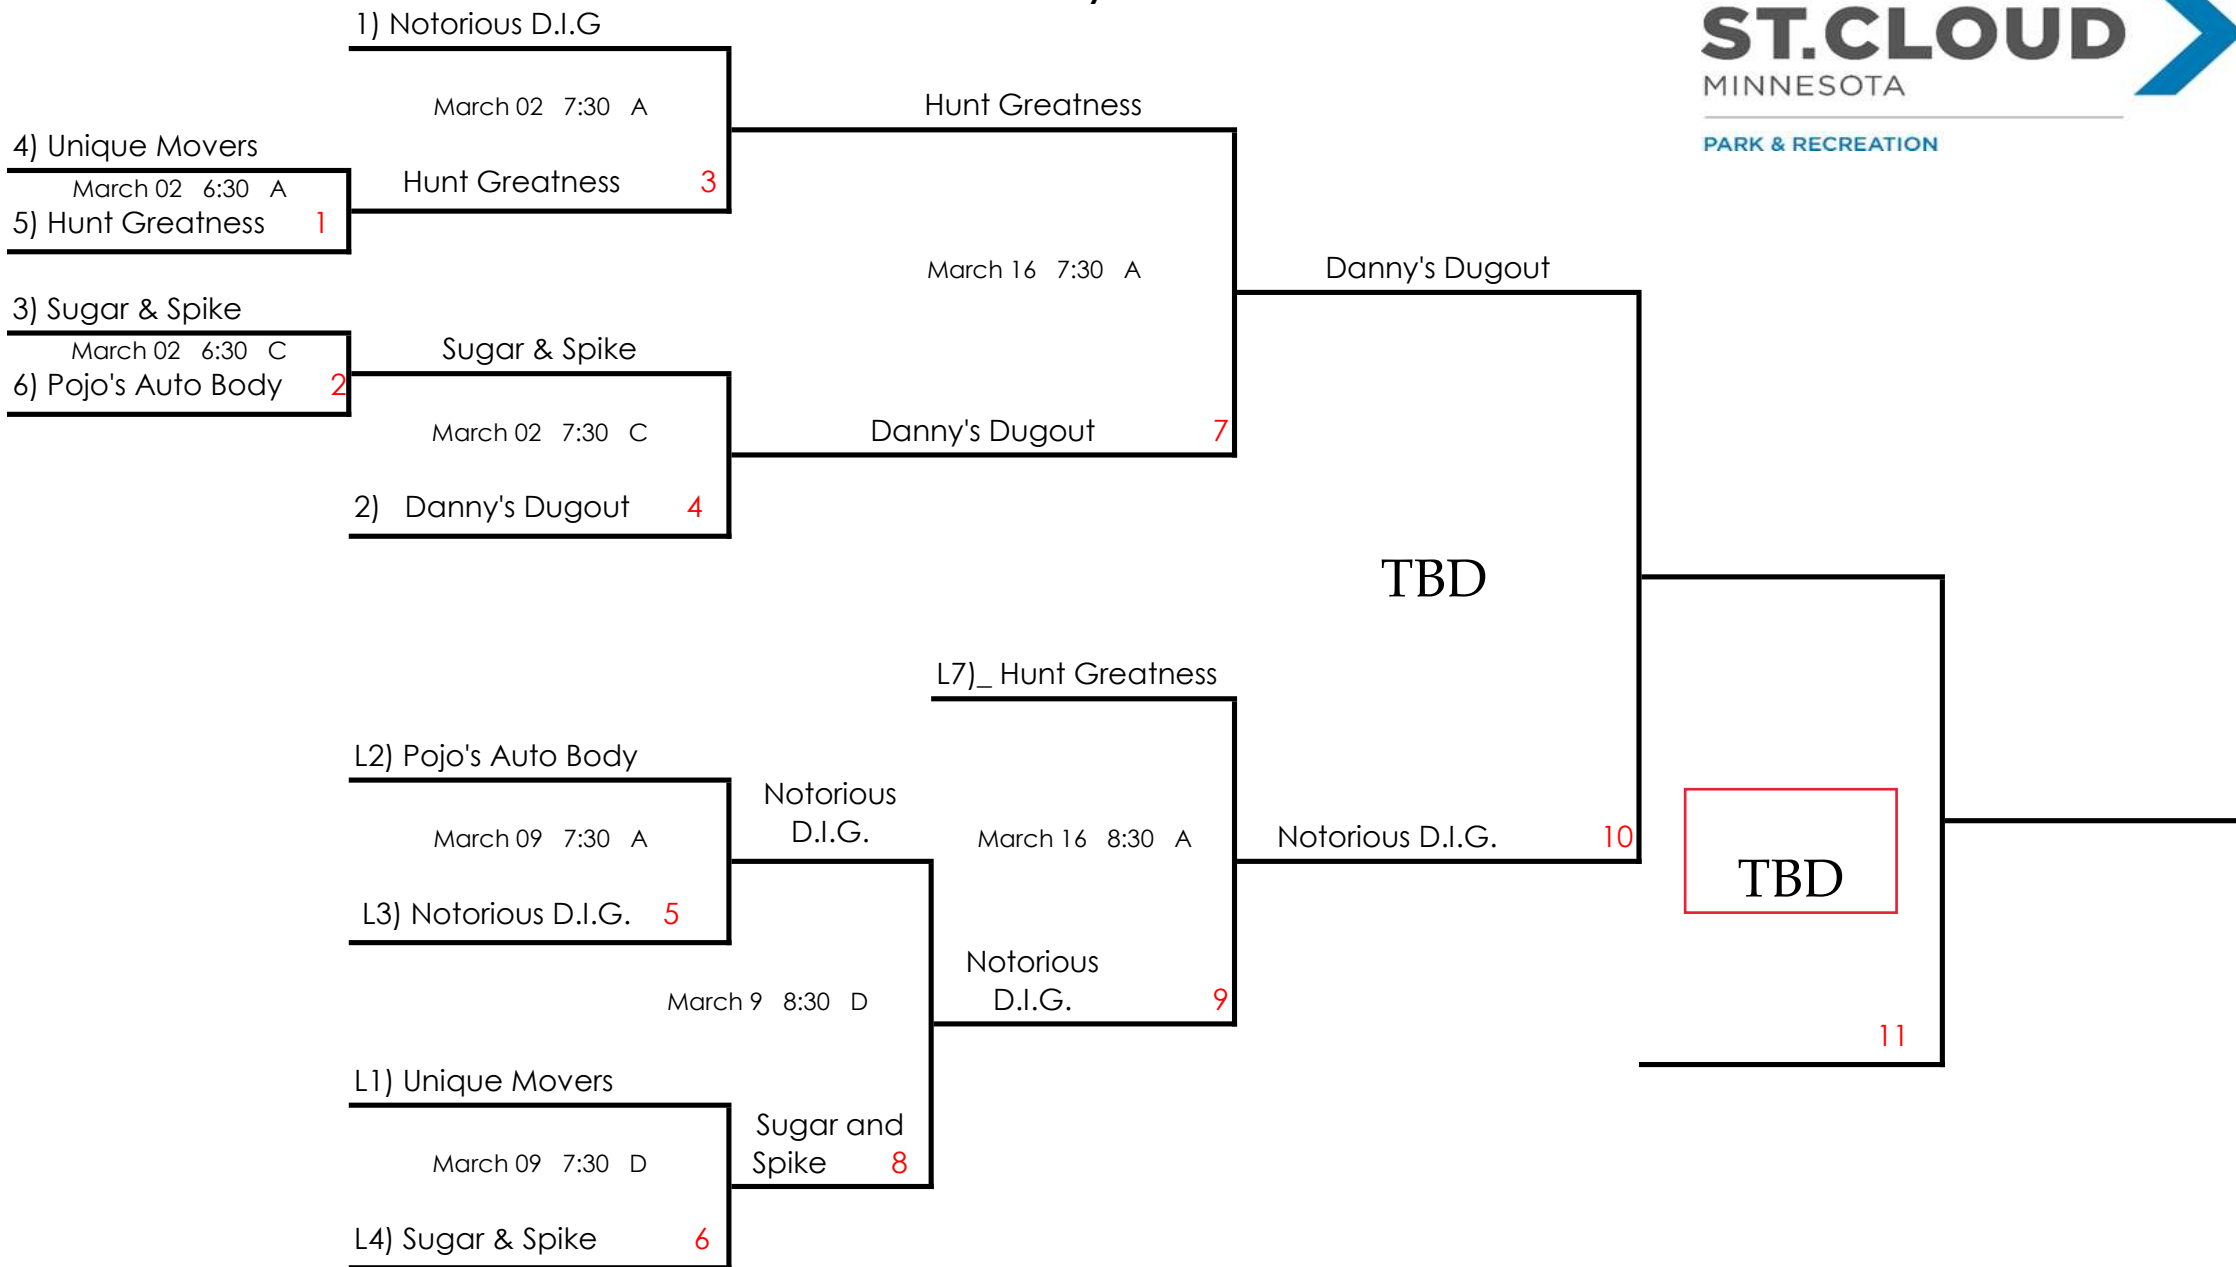 1) Notorious D.I.G
ST.CLOUD
MINNESOTA
PARK & RECREATION
March 02 7:30 A
Hunt Greatness
4) Unique Movers
March 02 6:30 A
Hunt Greatness 3
5) Hunt Greatness 1
March 16 7:30 A
Danny's Dugout
3) Sugar & Spike
March 02 6:30 C
Sugar & Spike
6) Pojo's Auto Body 2
March 02 7:30 C
Danny's Dugout 7
2) Danny's Dugout 4
TBD
L7)_ Hunt Greatness
L2) Pojo's Auto Body
Notorious
D.I.G.
March 09 7:30 A
March 16 8:30 A
Notorious D.I.G. 10
TBD
L3) Notorious D.I.G. 5
Notorious
D.I.G. 9
March 9 8:30 D
11
L1) Unique Movers
Sugar and
Spike 8
March 09 7:30 D
L4) Sugar & Spike 6